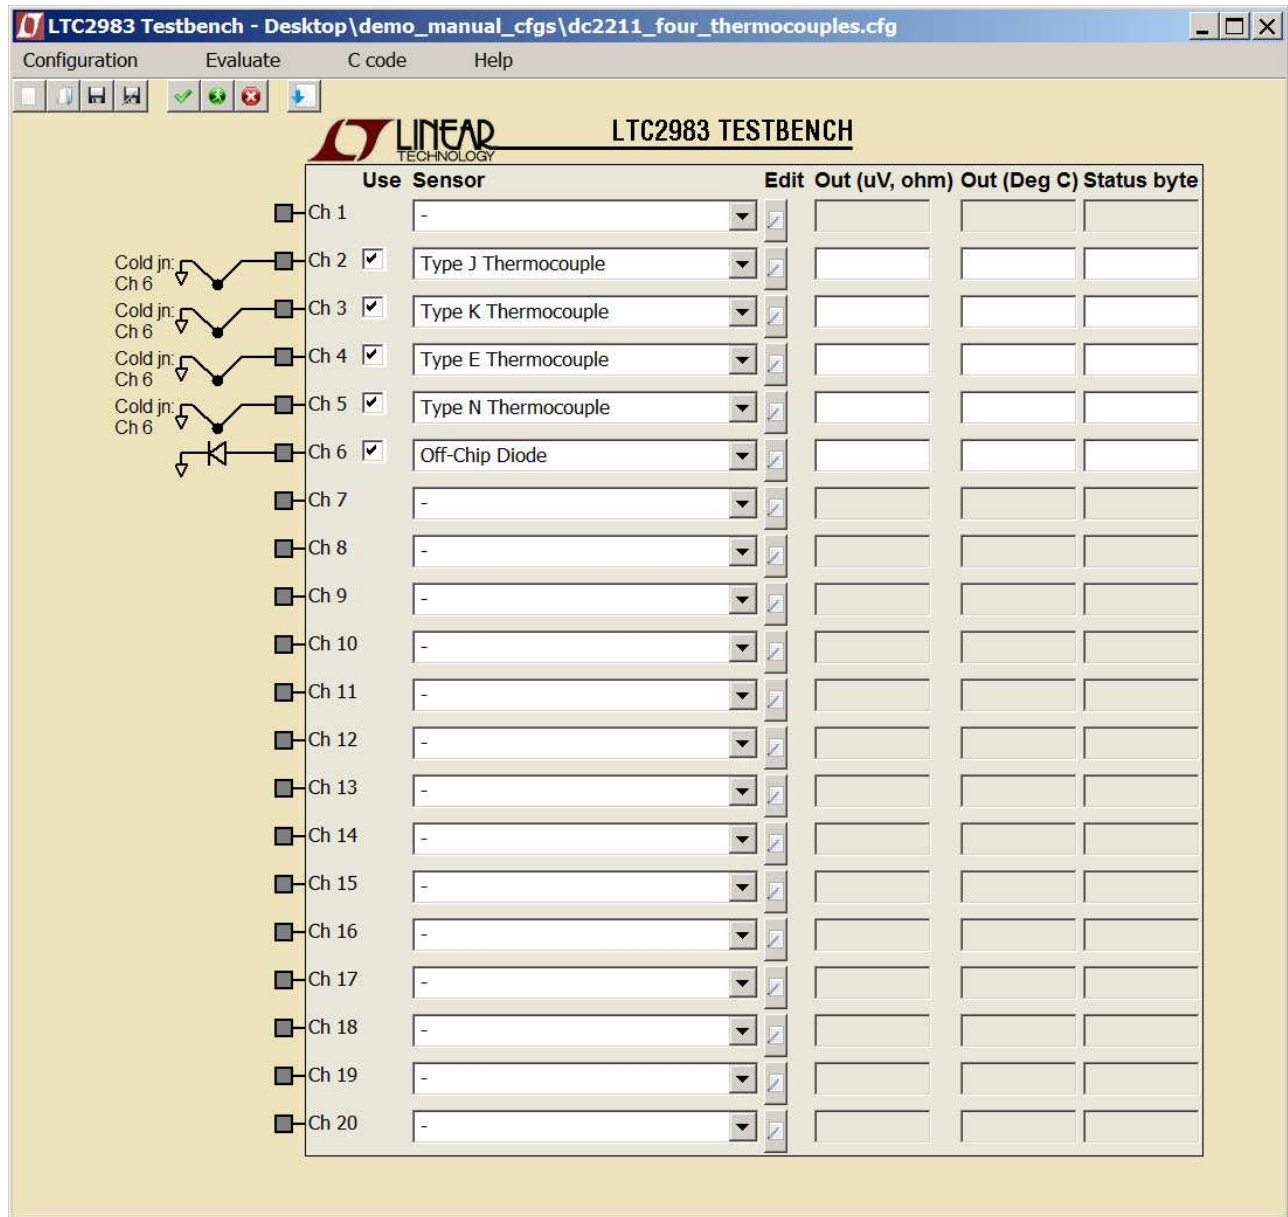 LTC2983 Testbench - Desktop\demo_manual_cfgs\dc2211_four_thermocouples.cfg
Configuration Evaluate C code Help
LINEAR TECHNOLOGY
LTC2983 TESTBENCH
Use Sensor Edit Out (uV, ohm) Out (Deg C) Status byte
Ch 1 -
Cold jn: Ch 6 Ch 2 Type J Thermocouple
Cold jn: Ch 6 Ch 3 Type K Thermocouple
Cold jn: Ch 6 Ch 4 Type E Thermocouple
Cold jn: Ch 6 Ch 5 Type N Thermocouple
Ch 6 Off-Chip Diode
Ch 7 -
Ch 8 -
Ch 9 -
Ch 10 -
Ch 11 -
Ch 12 -
Ch 13 -
Ch 14 -
Ch 15 -
Ch 16 -
Ch 17 -
Ch 18 -
Ch 19 -
Ch 20 -